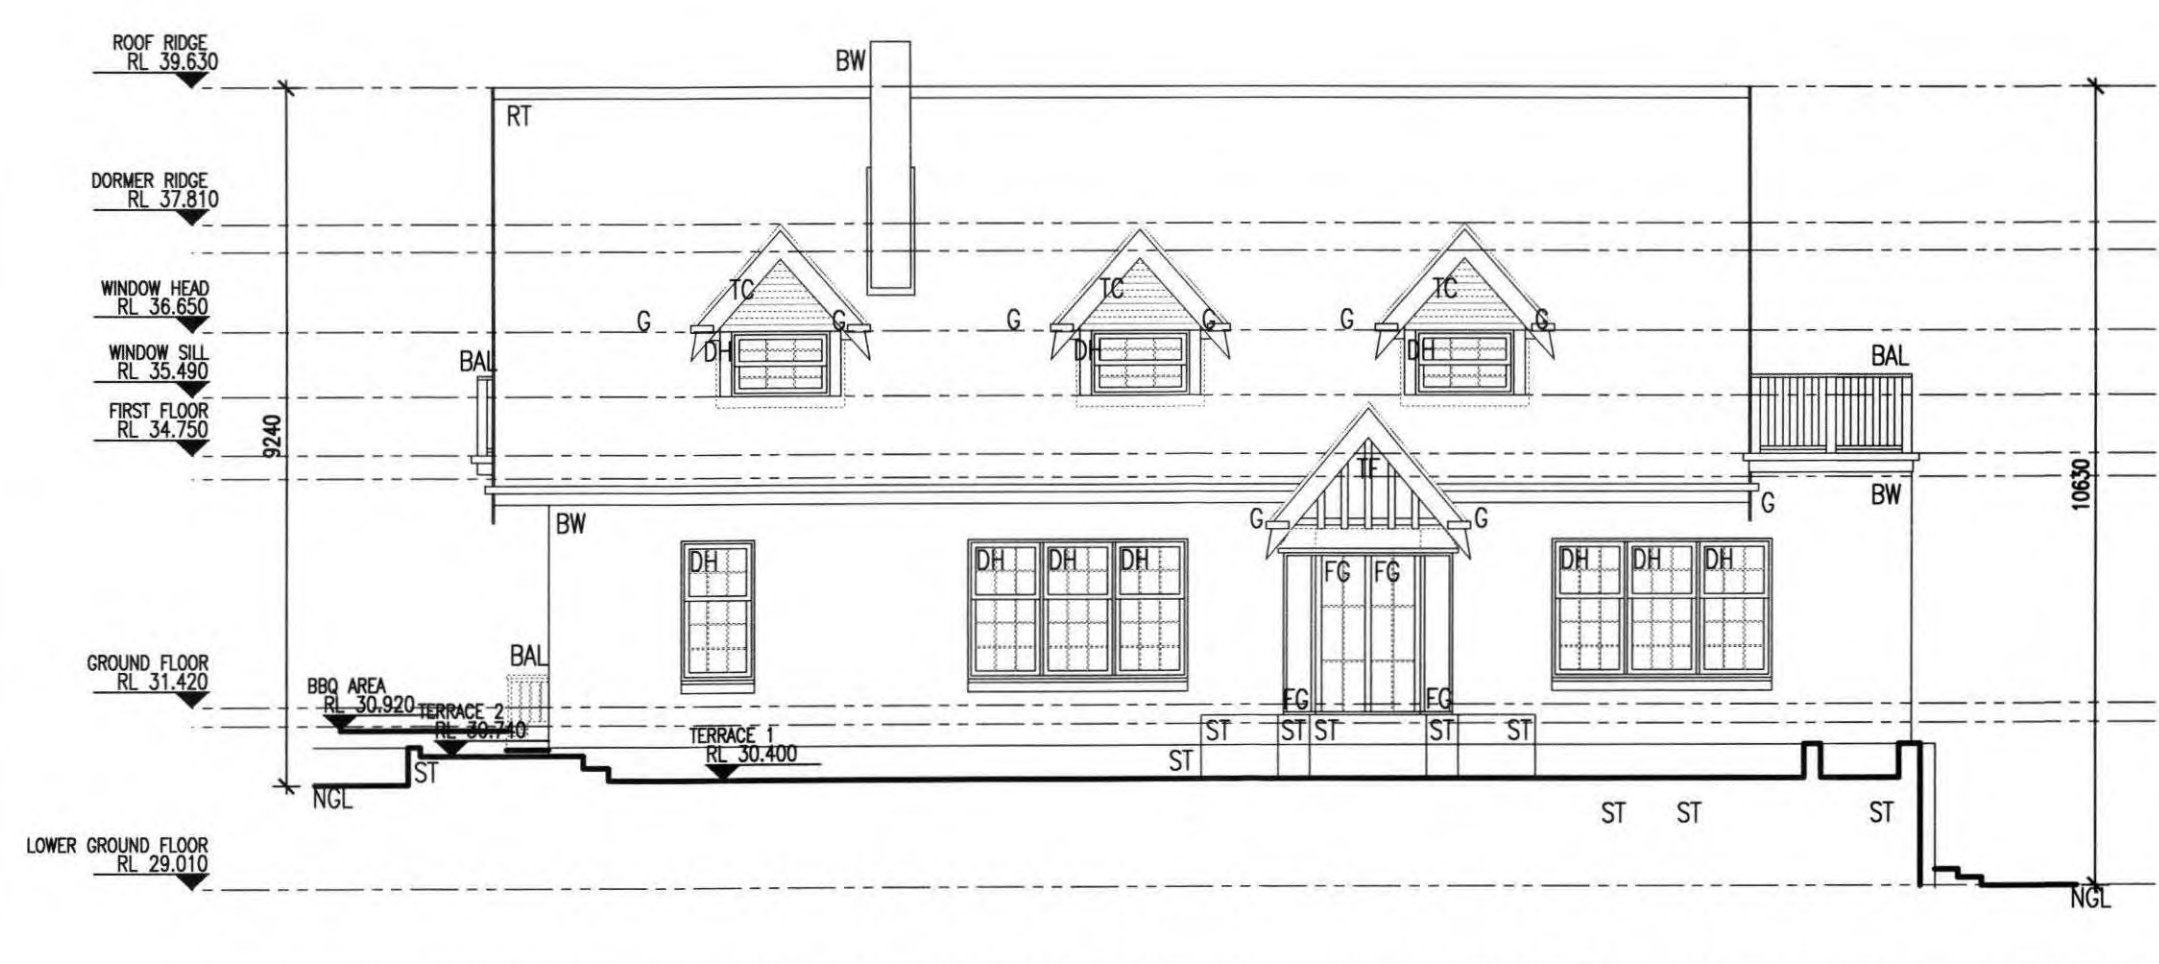 ROOF RIDGE
RL 39.630
BW
RT
DORMER RIDGE
RL 37.810
WINDOW HEAD
RL 36.650
TC
TC
TC
G
G
G
G
G
G
WINDOW SILL
RL 35.490
DH
DH
DH
BAL
BAL
FIRST FLOOR
RL 34.750
9240
10630
TF
BW
BW
G
G
G
DH
DH
DH
DH
DH
DH
DH
FG
FG
GROUND FLOOR
RL 31.420
BAL
BBQ AREA
RL 30.920
TERRACE 2
RL 30.740
FG
FG
TERRACE 1
RL 30.400
ST
ST
ST
ST
ST
ST
ST
NGL
ST
ST
ST
LOWER GROUND FLOOR
RL 29.010
NGL